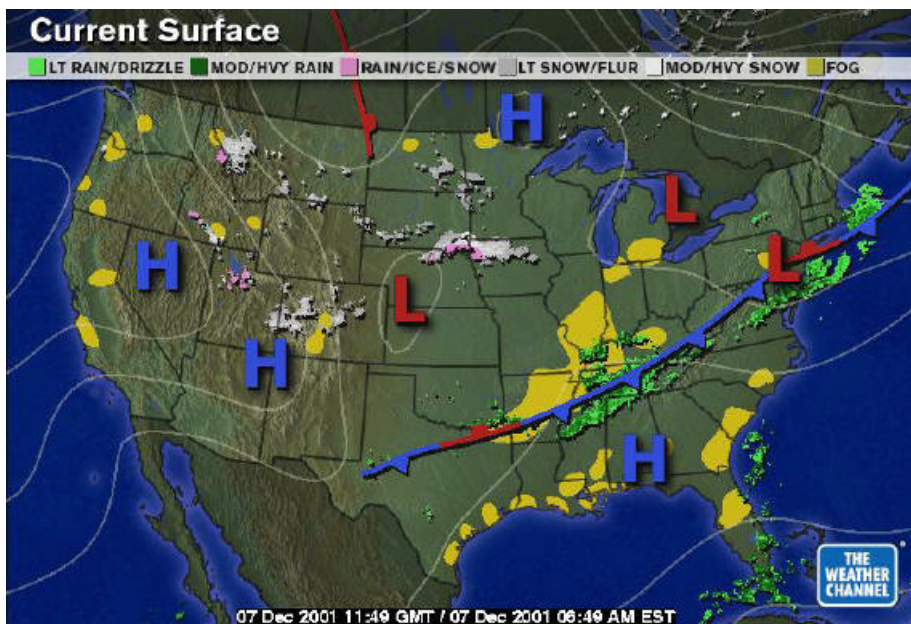 Current Surface
LT RAIN/DRIZZLE MOD/HVY RAIN RAIN/ICE/SNOW LT SNOW/FLUR MOD/HVY SNOW FOG
H
L
H
L
L
H
H
THE
WEATHER
CHANNEL
07 Dec 2001 11:49 GMT / 07 Dec 2001 06:49 AM EST